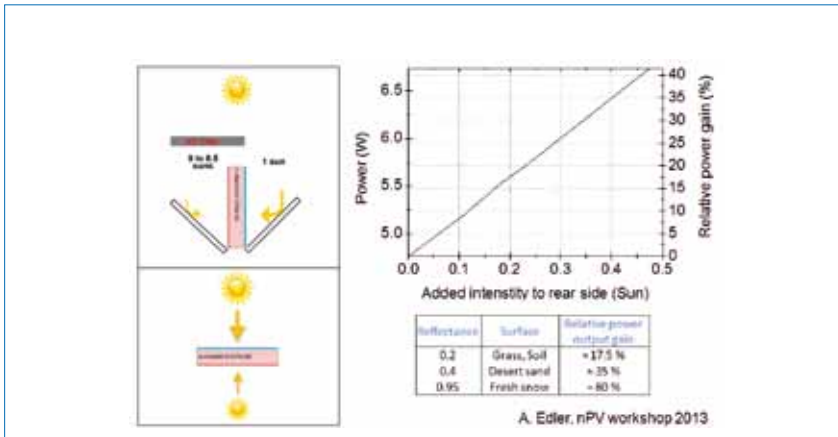 0 to 0.5
suns
1 sun
Power (W)
6.5
6.0
5.5
5.0
40
35
30
25
20
15
10
5
0
Relative power gain (%)
0.0 0.1 0.2 0.3 0.4 0.5
Added intenstity to rear side (Sun)
Reflectance Surface Relative power
output gain
0.2 Grass, Soil ≈ 17.5 %
0.4 Desert sand ≈ 35 %
0.95 Fresh snow ≈ 80 %
A. Edler, nPV workshop 2013